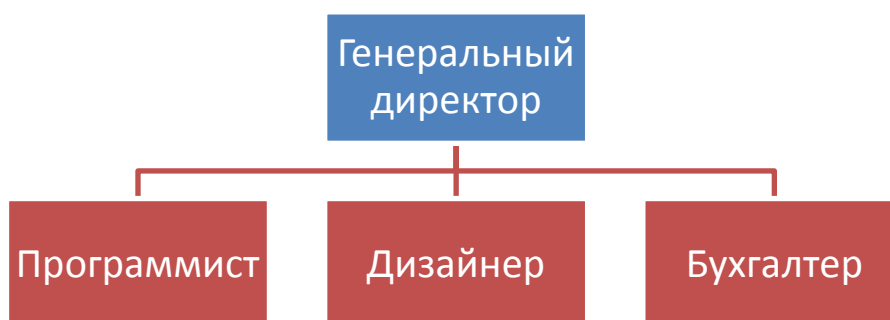 Генеральный
директор
Программист
Дизайнер
Бухгалтер